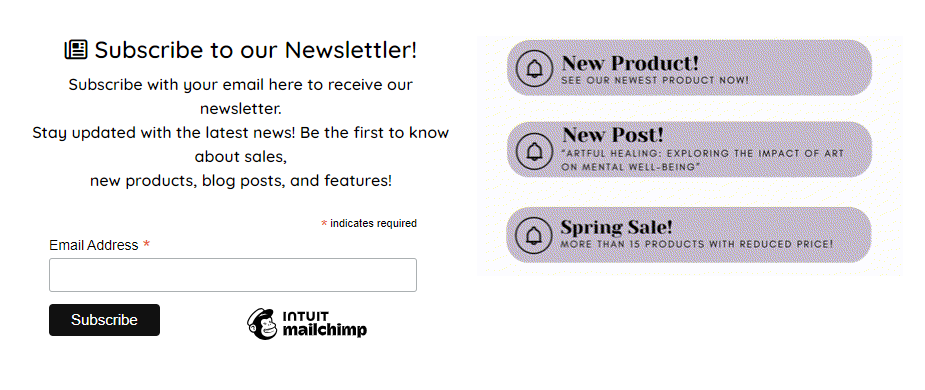 Subscribe to our Newslettler!
Subscribe with your email here to receive our
newsletter.
Stay updated with the latest news! Be the first to know
about sales,
new products, blog posts, and features!
* indicates required
Email Address *
Subscribe
INTUIT
mailchimp
New Product!
SEE OUR NEWEST PRODUCT NOW!
New Post!
"ARTFUL HEALING: EXPLORING THE IMPACT OF ART
ON MENTAL WELL-BEING"
Spring Sale!
MORE THAN 15 PRODUCTS WITH REDUCED PRICE!